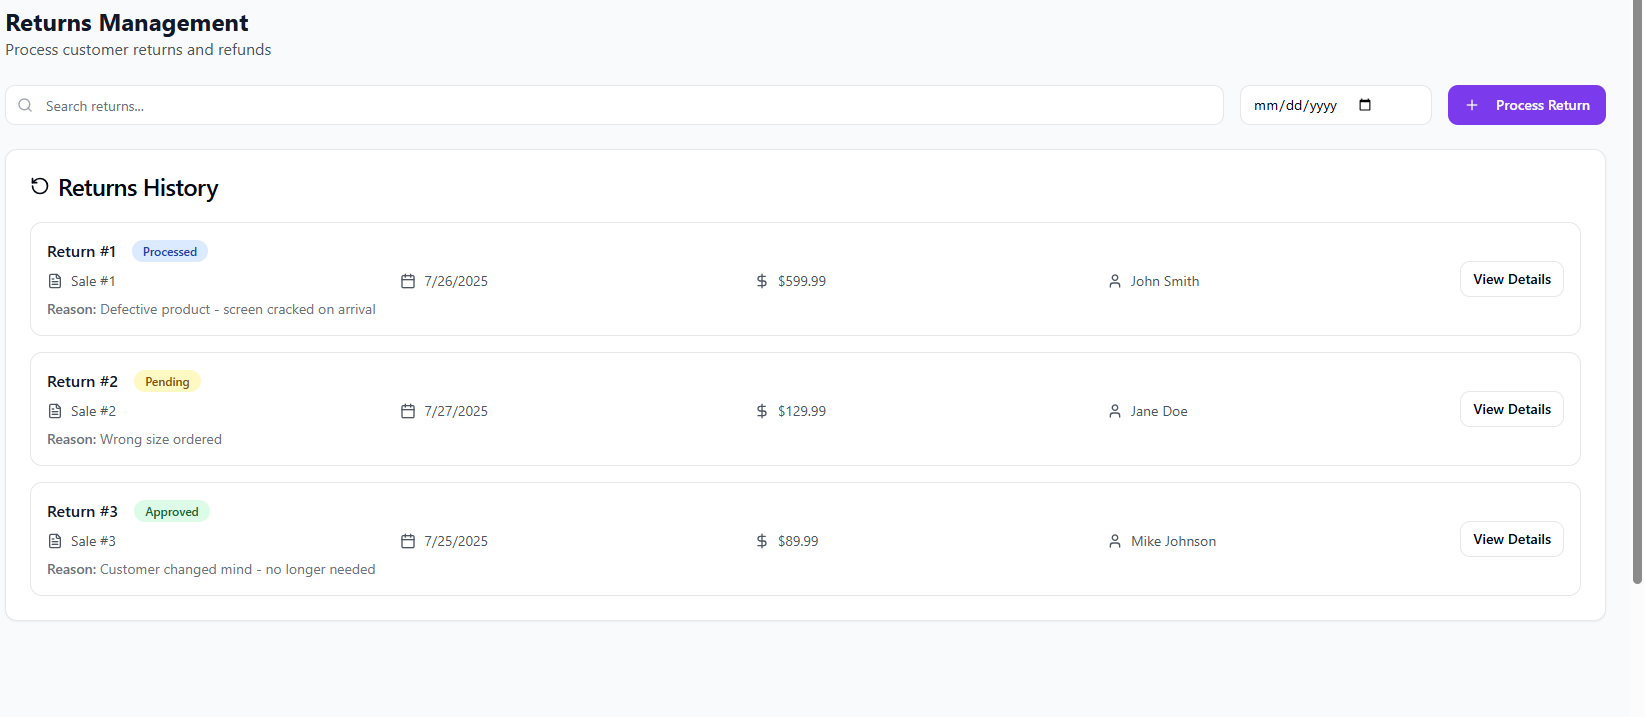 Returns Management
Process customer returns and refunds
Search returns...
mm/dd/yyyy
Process Return
Returns History
Return #1 Processed
Sale #1 7/26/2025 $599.99 John Smith
View Details
Reason: Defective product - screen cracked on arrival
Return #2 Pending
Sale #2 7/27/2025 $129.99 Jane Doe
View Details
Reason: Wrong size ordered
Return #3 Approved
Sale #3 7/25/2025 $89.99 Mike Johnson
View Details
Reason: Customer changed mind - no longer needed